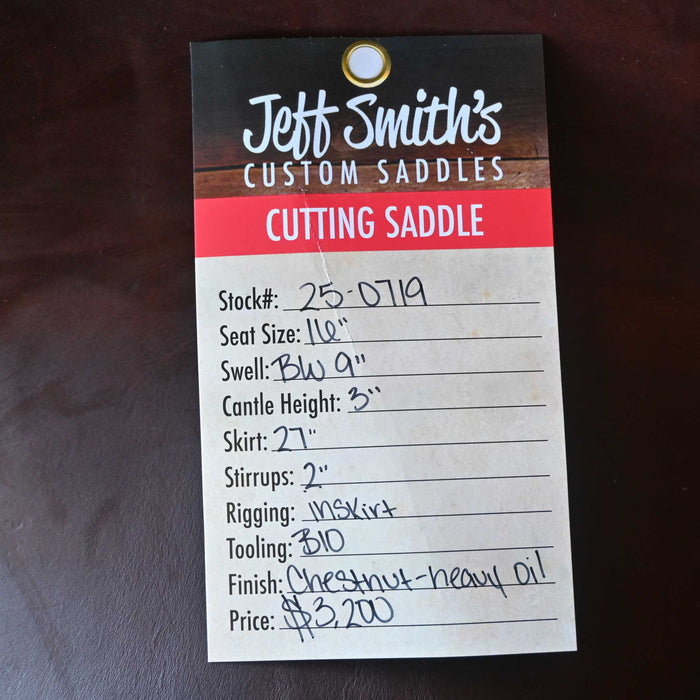 Jeff Smith's
CUSTOM SADDLES
CUTTING SADDLE
Stock#: 25-0719
Seat Size: 16"
Swell: BW 9"
Cantle Height: 3"
Skirt: 27"
Stirrups: 2"
Rigging: inskirt
Tooling: B10
Finish: Chestnut-heavy oil
Price: $3,200